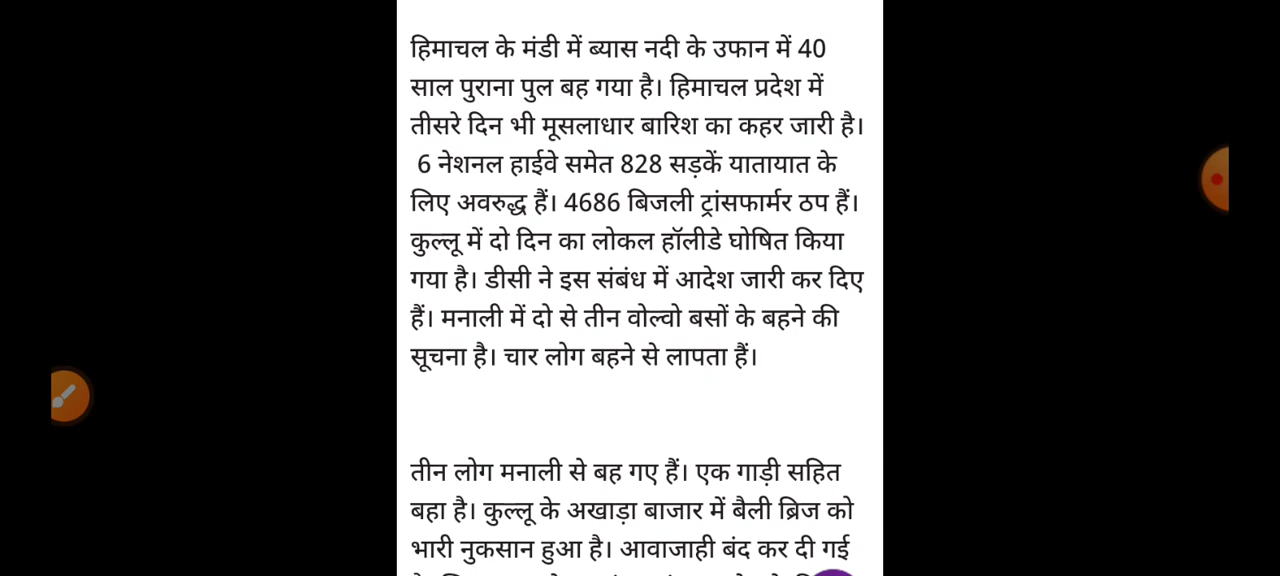 हिमाचल के मंडी में ब्यास नदी के उफान में 40
साल पुराना पुल बह गया है। हिमाचल प्रदेश में
तीसरे दिन भी मूसलाधार बारिश का कहर जारी है।
6 नेशनल हाईवे समेत 828 सड़कें यातायात के
लिए अवरुद्ध हैं। 4686 बिजली ट्रांसफार्मर ठप हैं।
कुल्लू में दो दिन का लोकल हॉलीडे घोषित किया
गया है। डीसी ने इस संबंध में आदेश जारी कर दिए
हैं। मनाली में दो से तीन वोल्वो बसों के बहने की
सूचना है। चार लोग बहने से लापता हैं।
तीन लोग मनाली से बह गए हैं। एक गाड़ी सहित
बहा है। कुल्लू के अखाड़ा बाजार में बैली ब्रिज को
भारी नुकसान हुआ है। आवाजाही बंद कर दी गई